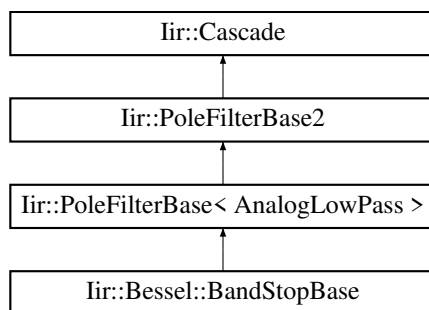 Iir::Cascade
Iir::PoleFilterBase2
Iir::PoleFilterBase< AnalogLowPass >
Iir::Bessel::BandStopBase